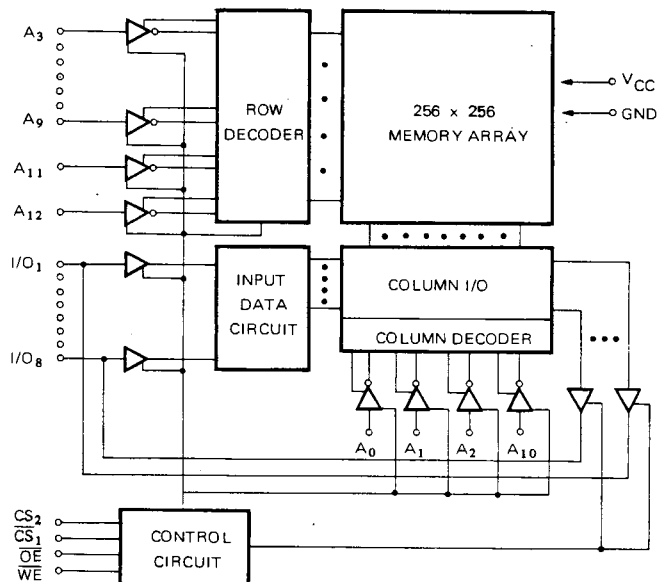 A3
A9
A11
A12
ROW
DECODER
256 x 256
MEMORY ARRAY
VCC
GND
I/O1
I/O8
INPUT
DATA
CIRCUIT
COLUMN I/O
COLUMN DECODER
A0 A1 A2 A10
CS2
CS1
OE
WE
CONTROL
CIRCUIT